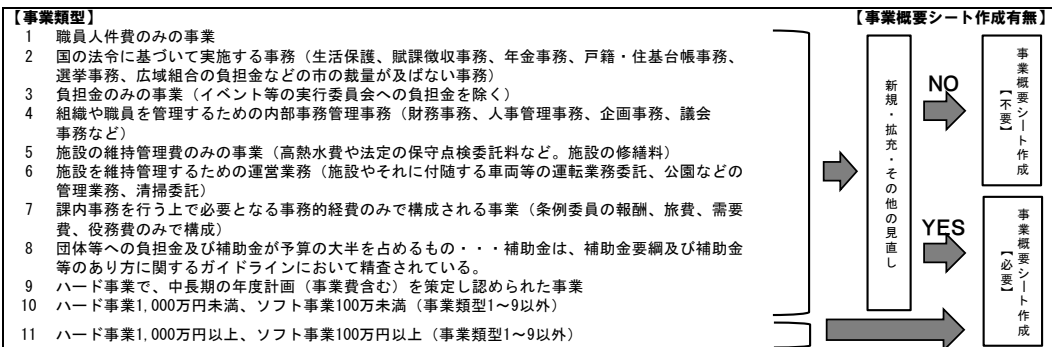 【事業類型】
【事業概要シート作成有無】
1 職員人件費のみの事業
2 国の法令に基づいて実施する事務（生活保護、賦課徴収事務、年金事務、戸籍・住基台帳事務、
選挙事務、広域組合の負担金などの市の裁量が及ばない事務）
3 負担金のみの事業（イベント等の実行委員会への負担金を除く）
4 組織や職員を管理するための内部事務管理事務（財務事務、人事管理事務、企画事務、議会
事務など）
5 施設の維持管理費のみの事業（高熱水費や法定の保守点検委託料など。施設の修繕料）
6 施設を維持管理するための運営業務（施設やそれに付随する車両等の運転業務委託、公園などの
管理業務、清掃委託）
7 課内事務を行う上で必要となる事務的経費のみで構成される事業（条例委員の報酬、旅費、需要
費、役務費のみで構成）
8 団体等への負担金及び補助金が予算の大半を占めるもの・・・補助金は、補助金要綱及び補助金
等のあり方に関するガイドラインにおいて精査されている。
9 ハード事業で、中長期の年度計画（事業費含む）を策定し認められた事業
10 ハード事業1,000万円未満、ソフト事業100万未満（事業類型1～9以外）
11 ハード事業1,000万円以上、ソフト事業100万円以上（事業類型1～9以外）
新規・拡充・その他の見直し
NO
事業概要シート作成
【不要】
YES
事業概要シート作成
【必要】